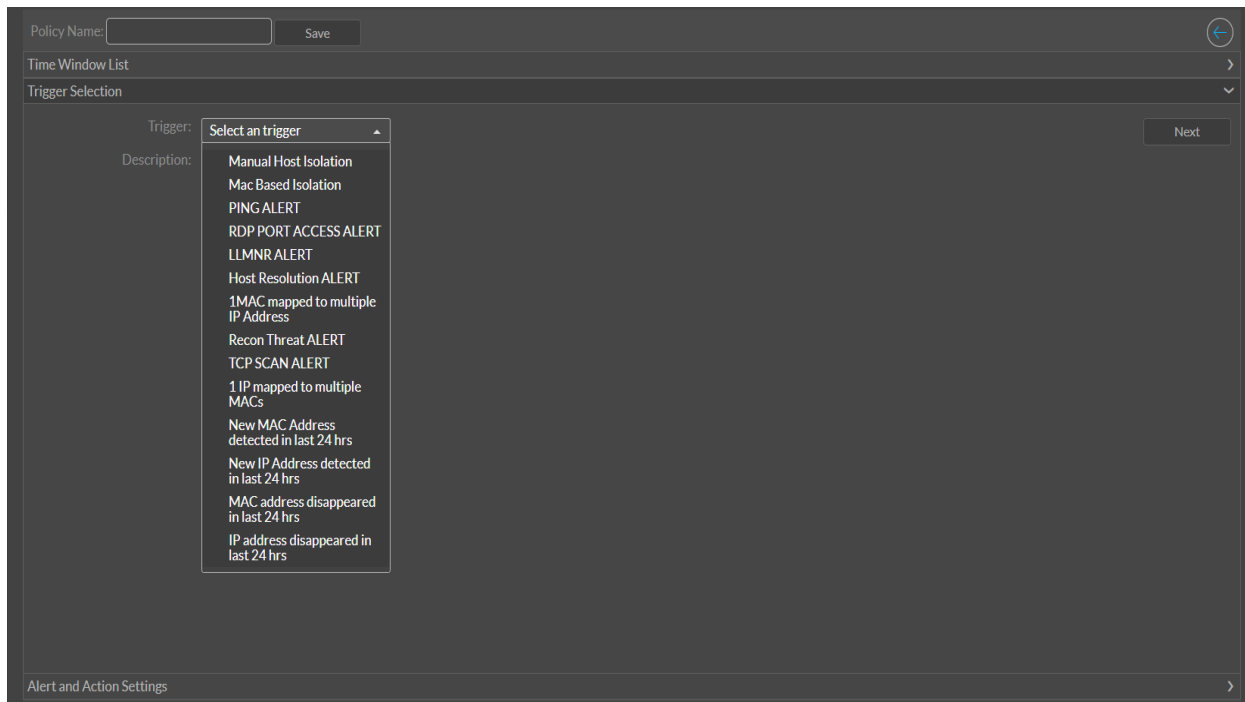 Policy Name:
Save
Time Window List
Trigger Selection
Trigger:
Select an trigger
Next
Description:
Manual Host Isolation
Mac Based Isolation
PING ALERT
RDP PORT ACCESS ALERT
LLMNR ALERT
Host Resolution ALERT
1MAC mapped to multiple
IP Address
Recon Threat ALERT
TCP SCAN ALERT
1 IP mapped to multiple
MACs
New MAC Address
detected in last 24 hrs
New IP Address detected
in last 24 hrs
MAC address disappeared
in last 24 hrs
IP address disappeared in
last 24 hrs
Alert and Action Settings